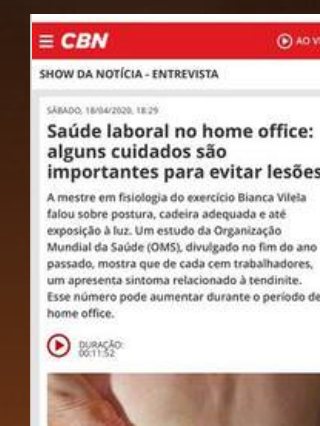 CBN
AO VI
SHOW DA NOTÍCIA - ENTREVISTA
SÁBADO, 18/04/2020, 18:29
Saúde laboral no home office:
alguns cuidados são
importantes para evitar lesões
A mestre em fisiologia do exercício Bianca Vilela
falou sobre postura, cadeira adequada e até
exposição à luz. Um estudo da Organização
Mundial da Saúde (OMS), divulgado no fim do ano
passado, mostra que de cada cem trabalhadores,
um apresenta sintoma relacionado à tendinite.
Esse número pode aumentar durante o período de
home office.
DURAÇÃO:
00:11:52